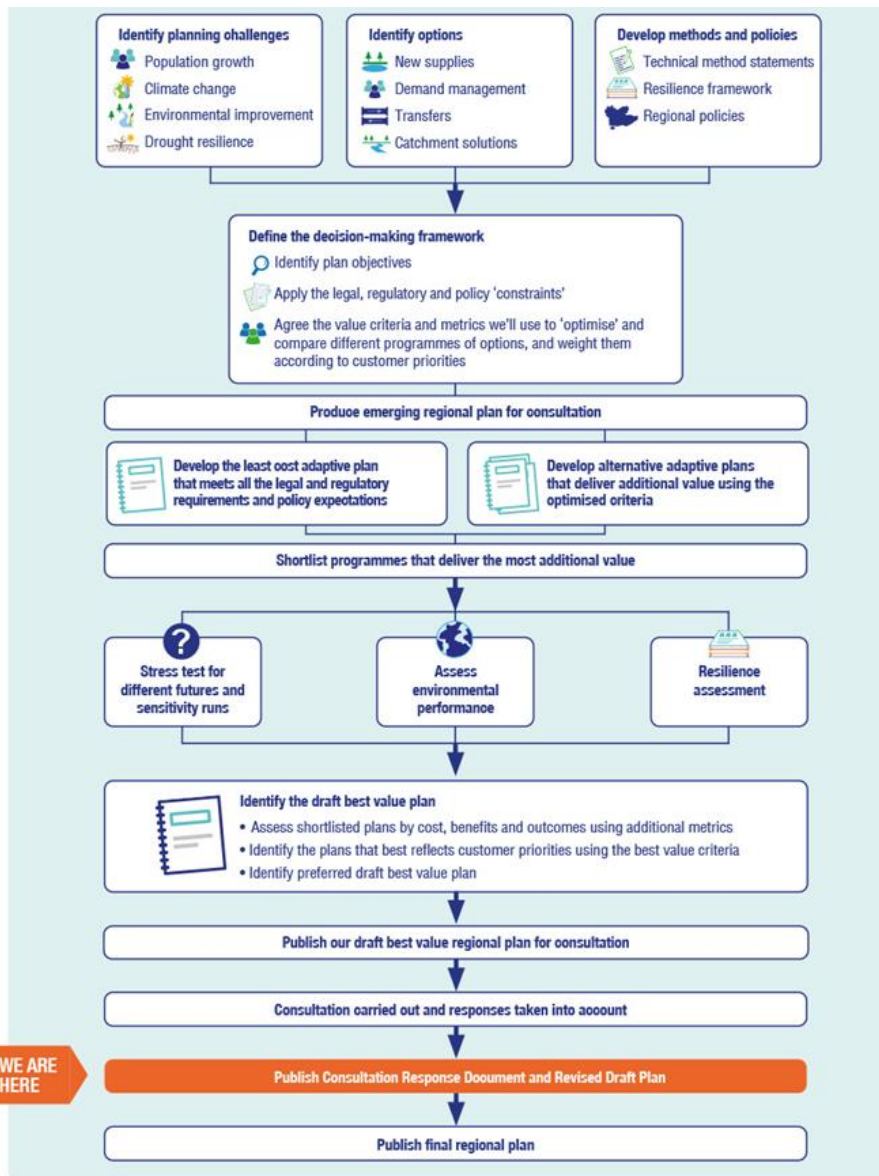 Identify planning challenges
Population growth
Climate change
Environmental improvement
Drought resilience
Identify options
New supplies
Demand management
Transfers
Catchment solutions
Develop methods and policies
Technical method statements
Resilience framework
Regional policies
Define the decision-making framework
Identify plan objectives
Apply the legal, regulatory and policy ‘constraints’
Agree the value criteria and metrics we’ll use to ‘optimise’ and
compare different programmes of options, and weight them
according to customer priorities
Produce emerging regional plan for consultation
Develop the least cost adaptive plan
that meets all the legal and regulatory
requirements and policy expectations
Develop alternative adaptive plans
that deliver additional value using the
optimised criteria
Shortlist programmes that deliver the most additional value
?
Stress test for
different futures and
sensitivity runs
Assess
environmental
performance
Resilience
assessment
Identify the draft best value plan
• Assess shortlisted plans by cost, benefits and outcomes using additional metrics
• Identify the plans that best reflects customer priorities using the best value criteria
• Identify preferred draft best value plan
Publish our draft best value regional plan for consultation
Consultation carried out and responses taken into account
WE ARE
HERE
Publish Consultation Response Document and Revised Draft Plan
Publish final regional plan